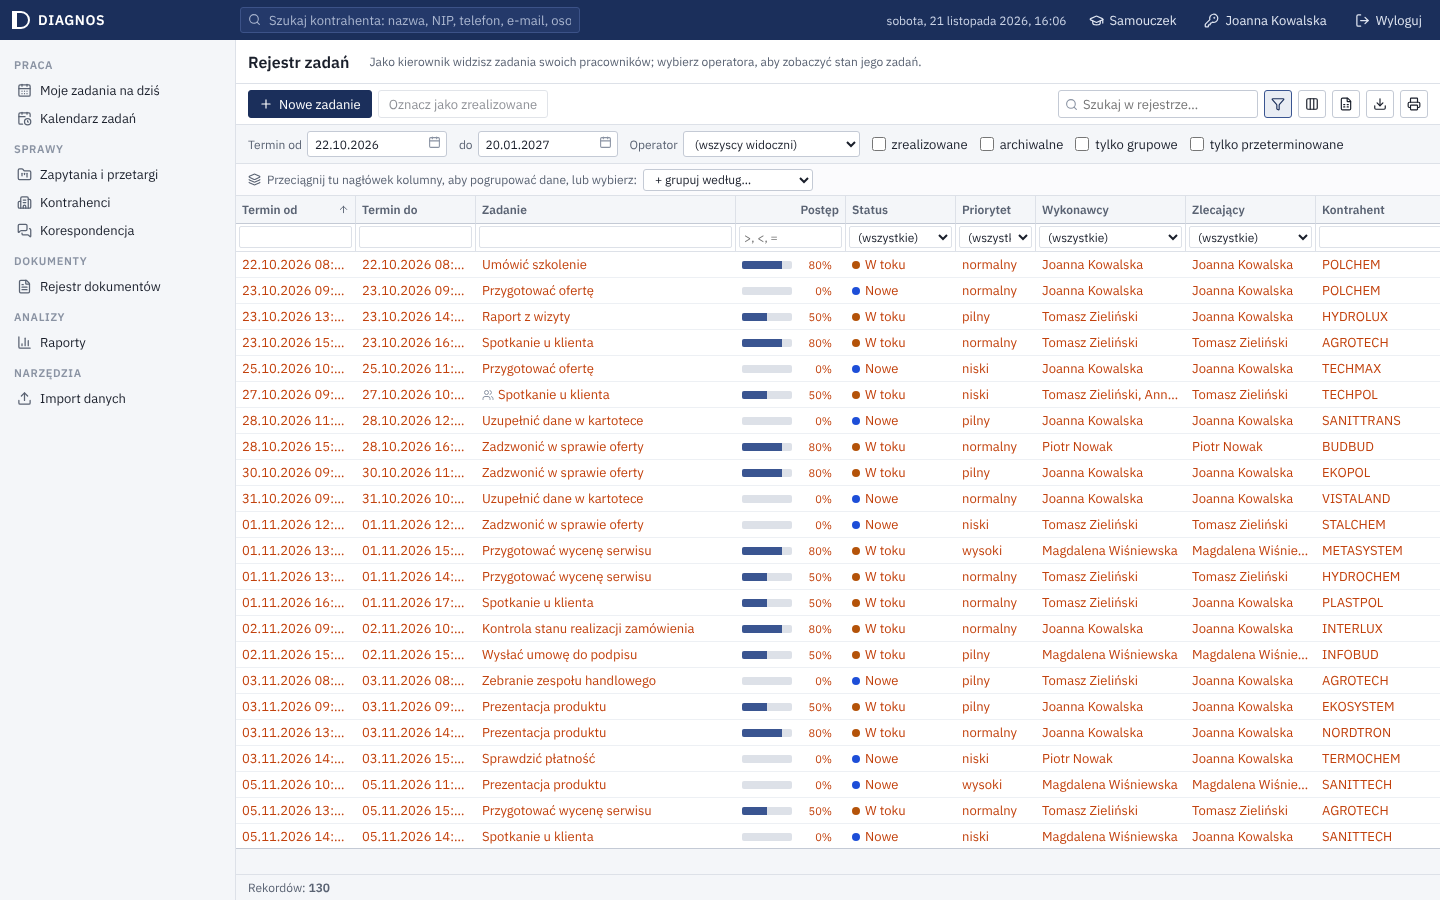 DIAGNOS
Szukaj kontrahenta: nazwa, NIP, telefon, e-mail, oso
sobota, 21 listopada 2026, 16:06
Samouczek
Joanna Kowalska
Wyloguj
PRACA
Moje zadania na dziś
Kalendarz zadań
SPRAWY
Zapytania i przetargi
Kontrahenci
Korespondencja
DOKUMENTY
Rejestr dokumentów
ANALIZY
Raporty
NARZĘDZIA
Import danych
Rejestr zadań Jako kierownik widzisz zadania swoich pracowników; wybierz operatora, aby zobaczyć stan jego zadań.
Nowe zadanie Oznacz jako zrealizowane Szukaj w rejestrze...
Termin od 22.10.2026 do 20.01.2027 Operator (wszyscy widoczni) zrealizowane archiwalne tylko grupowe tylko przeterminowane
Przeciągnij tu nagłówek kolumny, aby pogrupować dane, lub wybierz: + grupuj według...
Termin od Termin do Zadanie Postęp Status Priorytet Wykonawcy Zlecający Kontrahent
>, <, = (wszystkie) (wszystkie) (wszystkie) (wszystkie)
22.10.2026 08:... 22.10.2026 08:... Umówić szkolenie 80% W toku normalny Joanna Kowalska Joanna Kowalska POLCHEM
23.10.2026 09:... 23.10.2026 09:... Przygotować ofertę 0% Nowe normalny Joanna Kowalska Joanna Kowalska POLCHEM
23.10.2026 13:... 23.10.2026 14:... Raport z wizyty 50% W toku pilny Tomasz Zieliński Tomasz Zieliński HYDROLUX
23.10.2026 15:... 23.10.2026 16:... Spotkanie u klienta 80% W toku normalny Tomasz Zieliński Tomasz Zieliński AGROTECH
25.10.2026 10:... 25.10.2026 11:... Przygotować ofertę 0% Nowe niski Joanna Kowalska Joanna Kowalska TECHMAX
27.10.2026 09:... 27.10.2026 10:... Spotkanie u klienta 50% W toku niski Tomasz Zieliński, Ann... Tomasz Zieliński TECHPOL
28.10.2026 11:... 28.10.2026 12:... Uzupełnić dane w kartotece 0% Nowe pilny Joanna Kowalska Joanna Kowalska SANITTRANS
28.10.2026 15:... 28.10.2026 16:... Zadzwonić w sprawie oferty 80% W toku normalny Piotr Nowak Piotr Nowak BUDBUD
30.10.2026 09:... 30.10.2026 11:... Zadzwonić w sprawie oferty 80% W toku pilny Joanna Kowalska Joanna Kowalska EKOPOL
31.10.2026 09:... 31.10.2026 10:... Uzupełnić dane w kartotece 0% Nowe normalny Joanna Kowalska Joanna Kowalska VISTALAND
01.11.2026 12:... 01.11.2026 12:... Zadzwonić w sprawie oferty 0% Nowe niski Tomasz Zieliński Tomasz Zieliński STALCHEM
01.11.2026 13:... 01.11.2026 15:... Przygotować wycenę serwisu 80% W toku wysoki Magdalena Wiśniewska Magdalena Wiśnie... METASYSTEM
01.11.2026 13:... 01.11.2026 14:... Przygotować wycenę serwisu 50% W toku normalny Tomasz Zieliński Tomasz Zieliński HYDROCHEM
01.11.2026 16:... 01.11.2026 17:... Spotkanie u klienta 50% W toku normalny Tomasz Zieliński Joanna Kowalska PLASTPOL
02.11.2026 09:... 02.11.2026 10:... Kontrola stanu realizacji zamówienia 80% W toku normalny Joanna Kowalska Joanna Kowalska INTERLUX
02.11.2026 15:... 02.11.2026 15:... Wysłać umowę do podpisu 50% W toku pilny Magdalena Wiśniewska Magdalena Wiśnie... INFOBUD
03.11.2026 08:... 03.11.2026 08:... Zebranie zespołu handlowego 0% Nowe pilny Tomasz Zieliński Joanna Kowalska AGROTECH
03.11.2026 09:... 03.11.2026 09:... Prezentacja produktu 50% W toku pilny Joanna Kowalska Joanna Kowalska EKOSYSTEM
03.11.2026 13:... 03.11.2026 14:... Prezentacja produktu 80% W toku normalny Joanna Kowalska Joanna Kowalska NORDTRON
03.11.2026 14:... 03.11.2026 15:... Sprawdzić płatność 0% Nowe niski Piotr Nowak Joanna Kowalska TERMOCHEM
05.11.2026 10:... 05.11.2026 11:... Prezentacja produktu 0% Nowe wysoki Magdalena Wiśniewska Magdalena Wiśnie... SANITTECH
05.11.2026 13:... 05.11.2026 15:... Przygotować wycenę serwisu 50% W toku normalny Tomasz Zieliński Tomasz Zieliński AGROTECH
05.11.2026 14:... 05.11.2026 14:... Spotkanie u klienta 0% Nowe niski Magdalena Wiśniewska Joanna Kowalska SANITTECH
Rekordów: 130